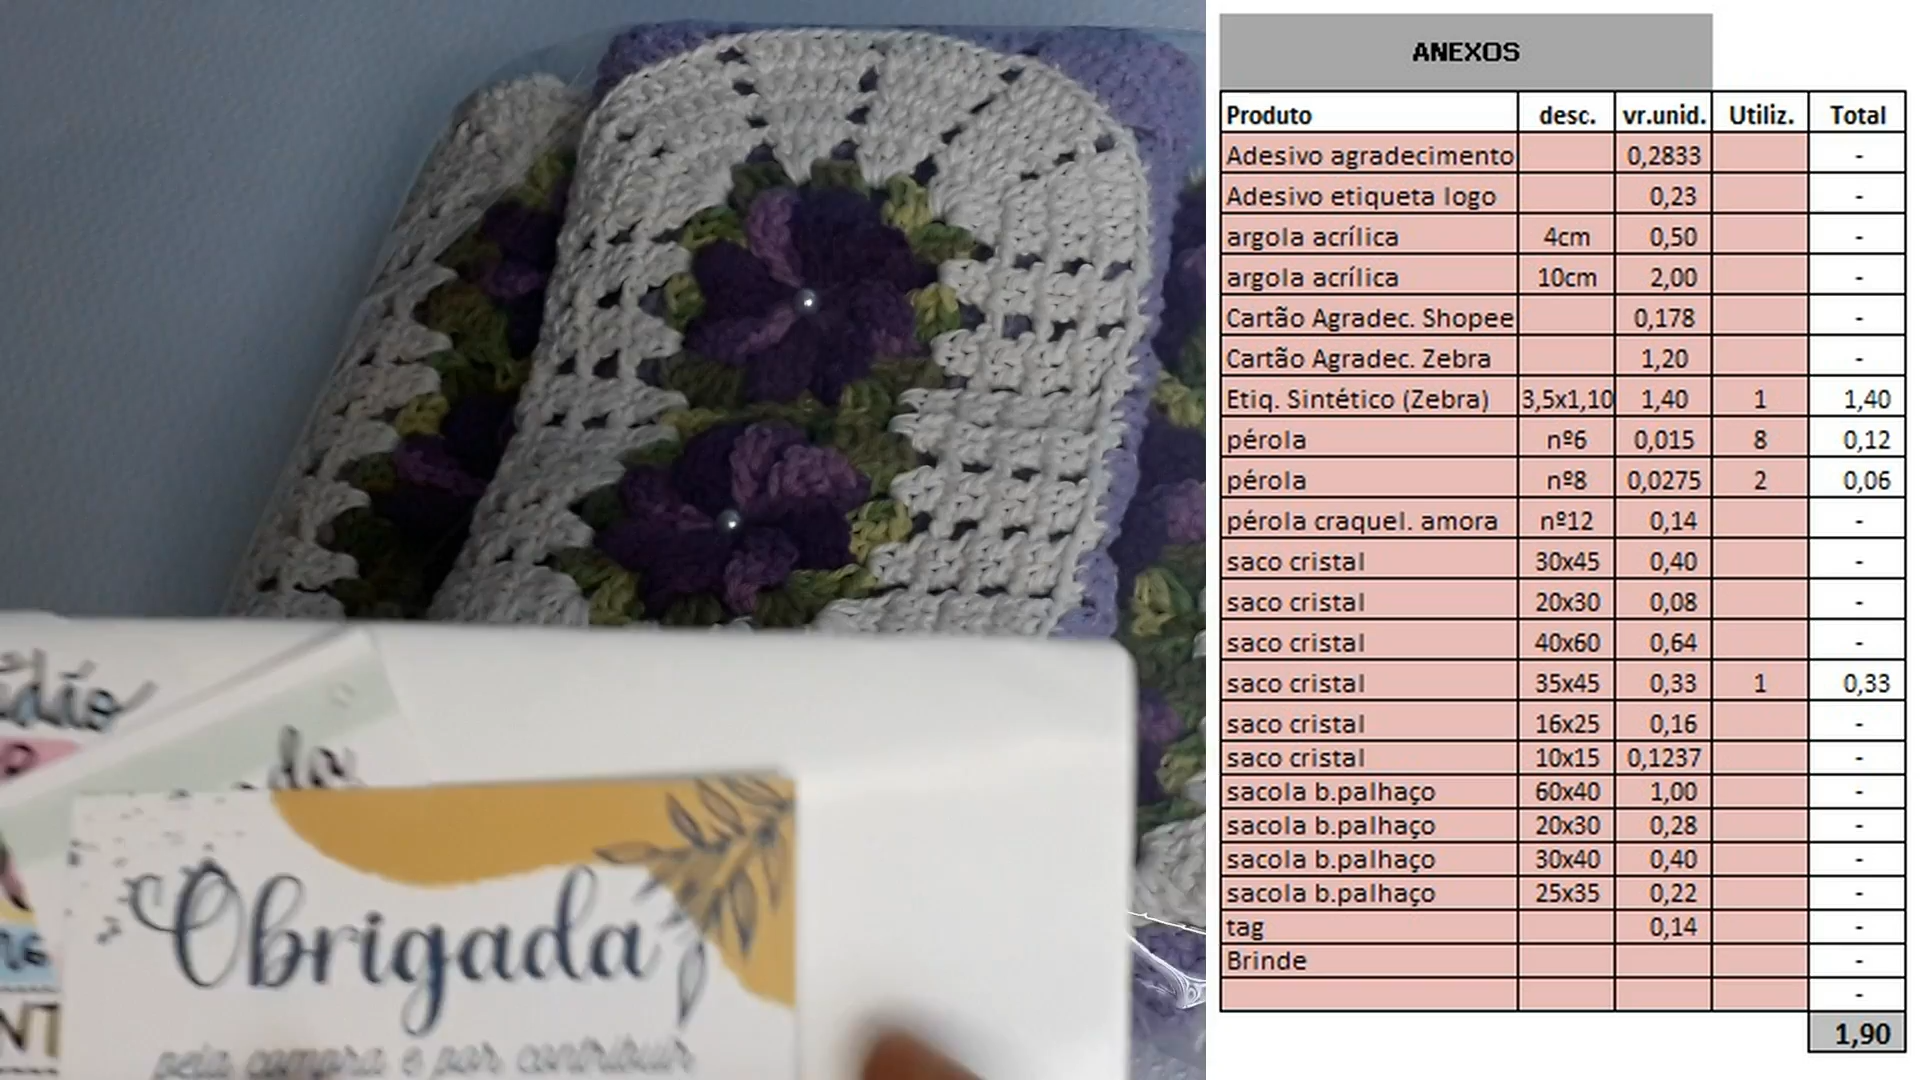 Obrigada
pela compra e por contribuir
ANEXOS
Produto desc. vr.unid. Utiliz. Total
Adesivo agradecimento 0,2833 -
Adesivo etiqueta logo 0,23 -
argola acrílica 4cm 0,50 -
argola acrílica 10cm 2,00 -
Cartão Agradec. Shopee 0,178 -
Cartão Agradec. Zebra 1,20 -
Etiq. Sintético (Zebra) 3,5x1,10 1,40 1 1,40
pérola nº6 0,015 8 0,12
pérola nº8 0,0275 2 0,06
pérola craquel. amora nº12 0,14 -
saco cristal 30x45 0,40 -
saco cristal 20x30 0,08 -
saco cristal 40x60 0,64 -
saco cristal 35x45 0,33 1 0,33
saco cristal 16x25 0,16 -
saco cristal 10x15 0,1237 -
sacola b.palhaço 60x40 1,00 -
sacola b.palhaço 20x30 0,28 -
sacola b.palhaço 30x40 0,40 -
sacola b.palhaço 25x35 0,22 -
tag 0,14 -
Brinde -
-
1,90